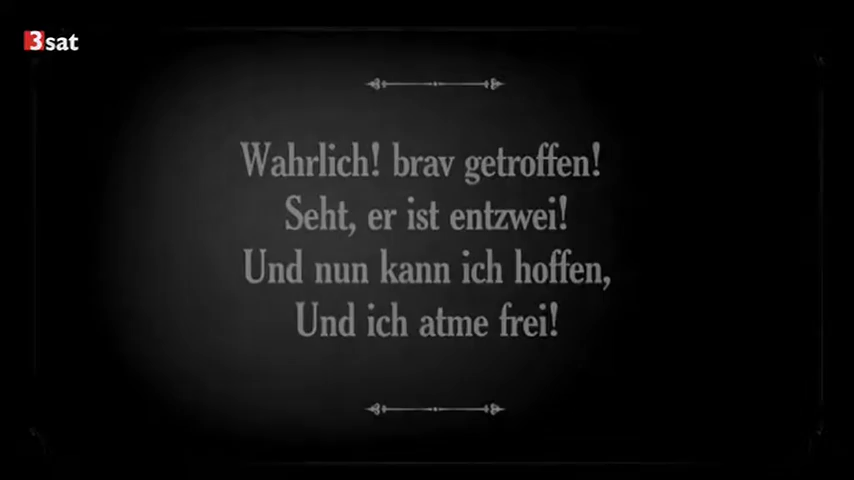 3sat
Wahrlich! brav getroffen!
Seht, er ist entzwei!
Und nun kann ich hoffen,
Und ich atme frei!